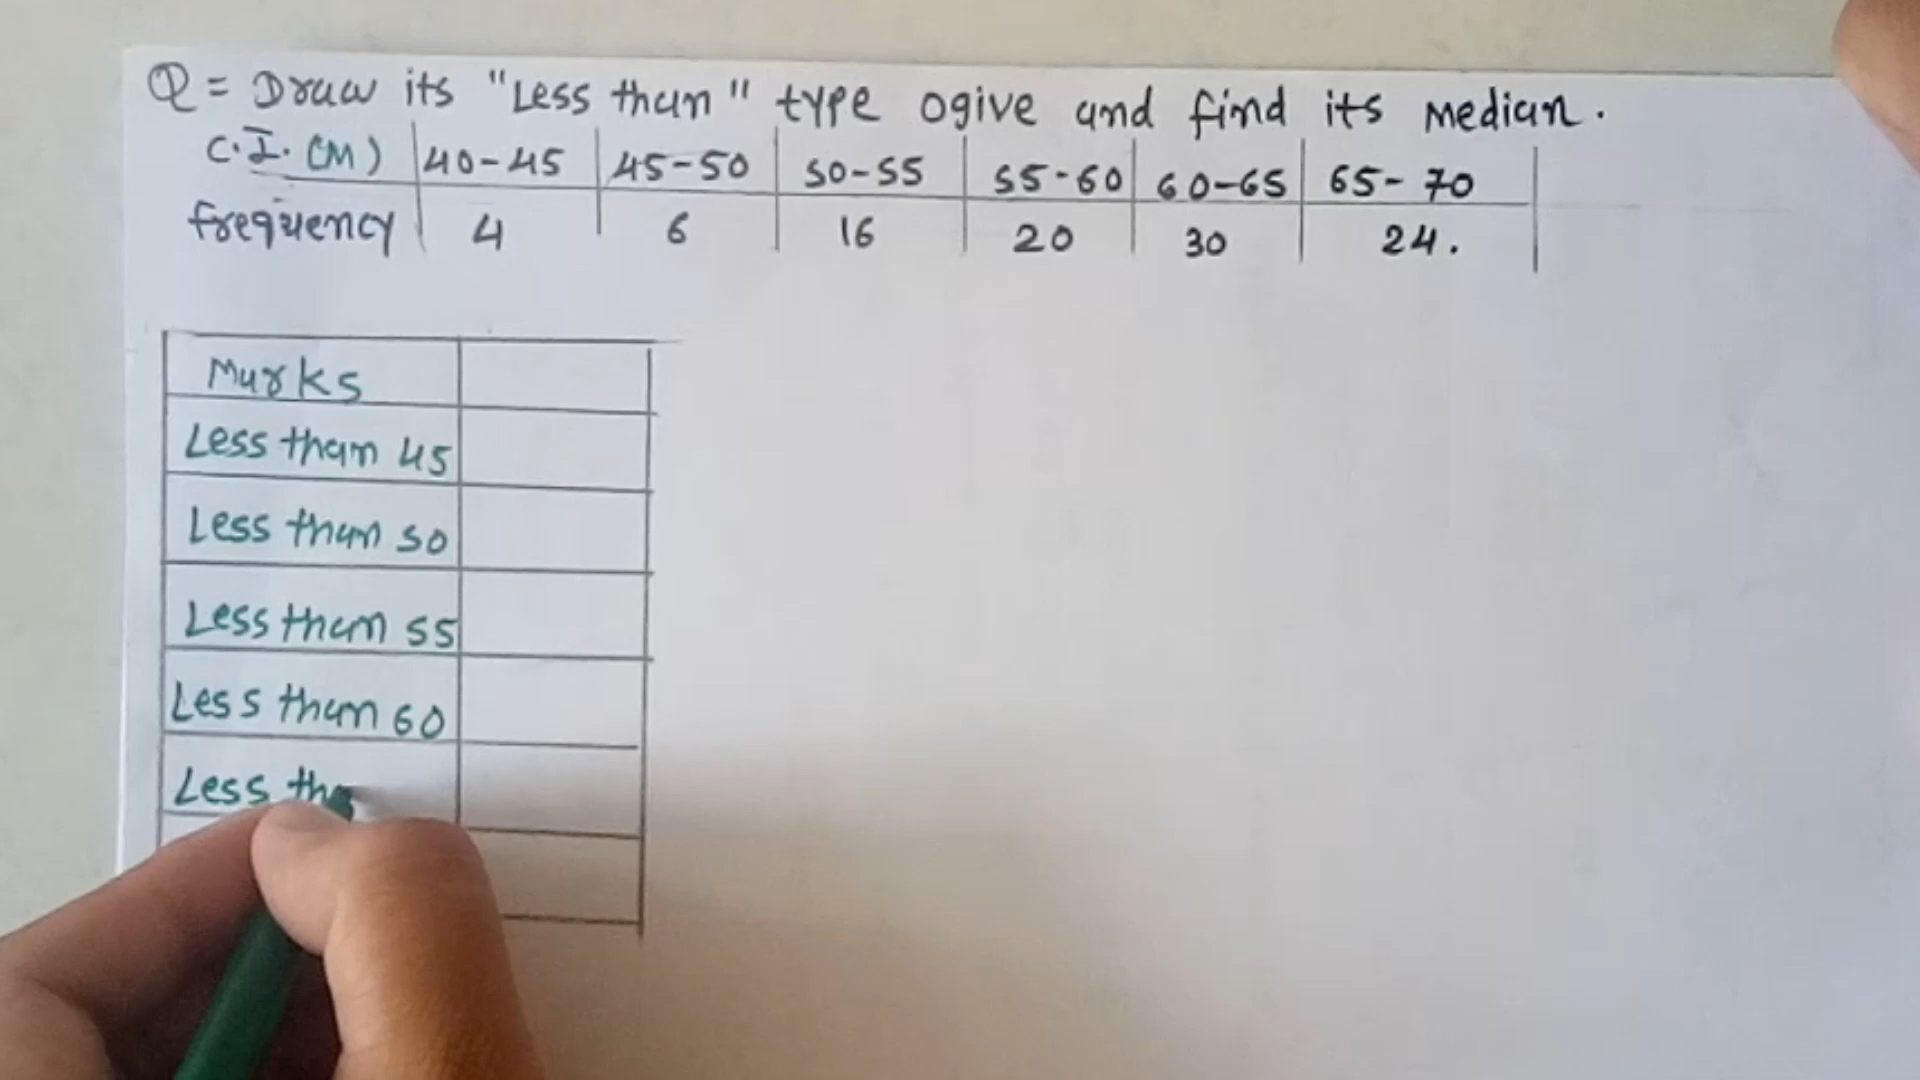 Q = Draw its "Less than" type ogive and find its median.
C.I. (M) 40-45 45-50 50-55 55-60 60-65 65-70
frequency 4 6 16 20 30 24.
Marks
Less than 45
Less than 50
Less than 55
Less than 60
Less tha